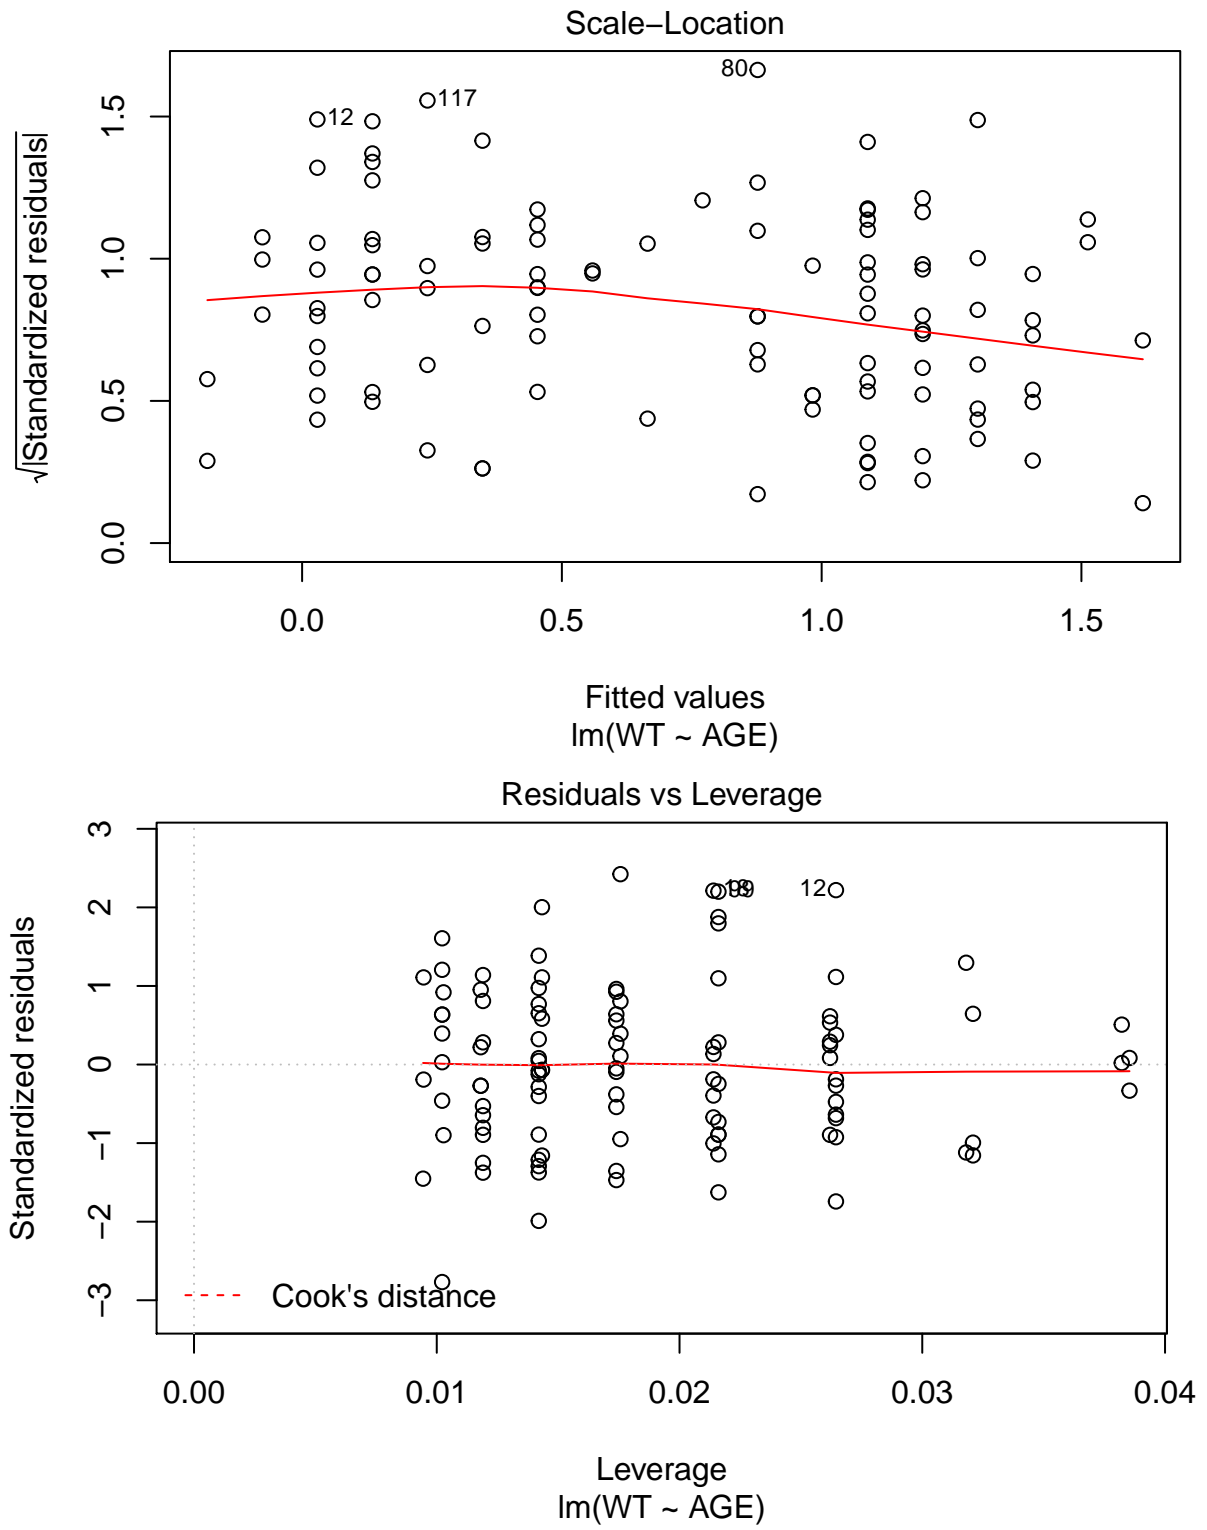 Scale−Location
√|Standardized residuals|
1.5
1.0
0.5
0.0
80
117
12
0.0 0.5 1.0 1.5
Fitted values
lm(WT ~ AGE)
Residuals vs Leverage
Standardized residuals
3
2
1
0
−1
−2
−3
12
Cook's distance
0.00 0.01 0.02 0.03 0.04
Leverage
lm(WT ~ AGE)